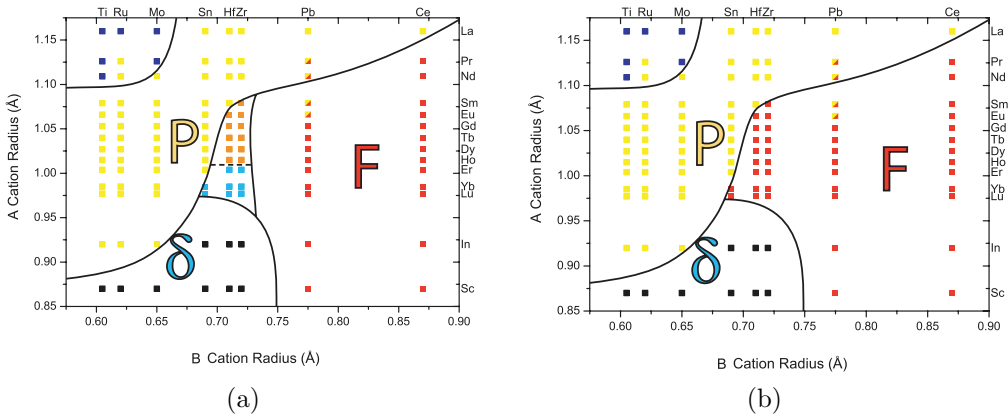 Ti Ru Mo Sn Hf Zr Pb Ce
1.15
1.10
1.05
1.00
0.95
0.90
0.85
A Cation Radius (Å)
La
Pr
Nd
Sm
Eu
Gd
Tb
Dy
Ho
Er
Yb
Lu
In
Sc
P
F
δ
0.60 0.65 0.70 0.75 0.80 0.85 0.90
B Cation Radius (Å)
(a)
Ti Ru Mo Sn Hf Zr Pb Ce
1.15
1.10
1.05
1.00
0.95
0.90
0.85
A Cation Radius (Å)
La
Pr
Nd
Sm
Eu
Gd
Tb
Dy
Ho
Er
Yb
Lu
In
Sc
P
F
δ
0.60 0.65 0.70 0.75 0.80 0.85 0.90
B Cation Radius (Å)
(b)